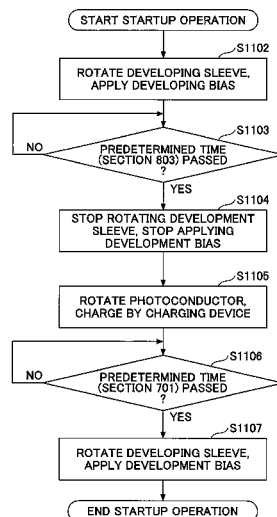 START STARTUP OPERATION
S1102
ROTATE DEVELOPING SLEEVE,
APPLY DEVELOPING BIAS
S1103
PREDETERMINED TIME
(SECTION 803) PASSED
?
NO
YES
S1104
STOP ROTATING DEVELOPMENT
SLEEVE, STOP APPLYING
DEVELOPMENT BIAS
S1105
ROTATE PHOTOCONDUCTOR,
CHARGE BY CHARGING DEVICE
S1106
PREDETERMINED TIME
(SECTION 701) PASSED
?
NO
YES
S1107
ROTATE DEVELOPING SLEEVE,
APPLY DEVELOPMENT BIAS
END STARTUP OPERATION